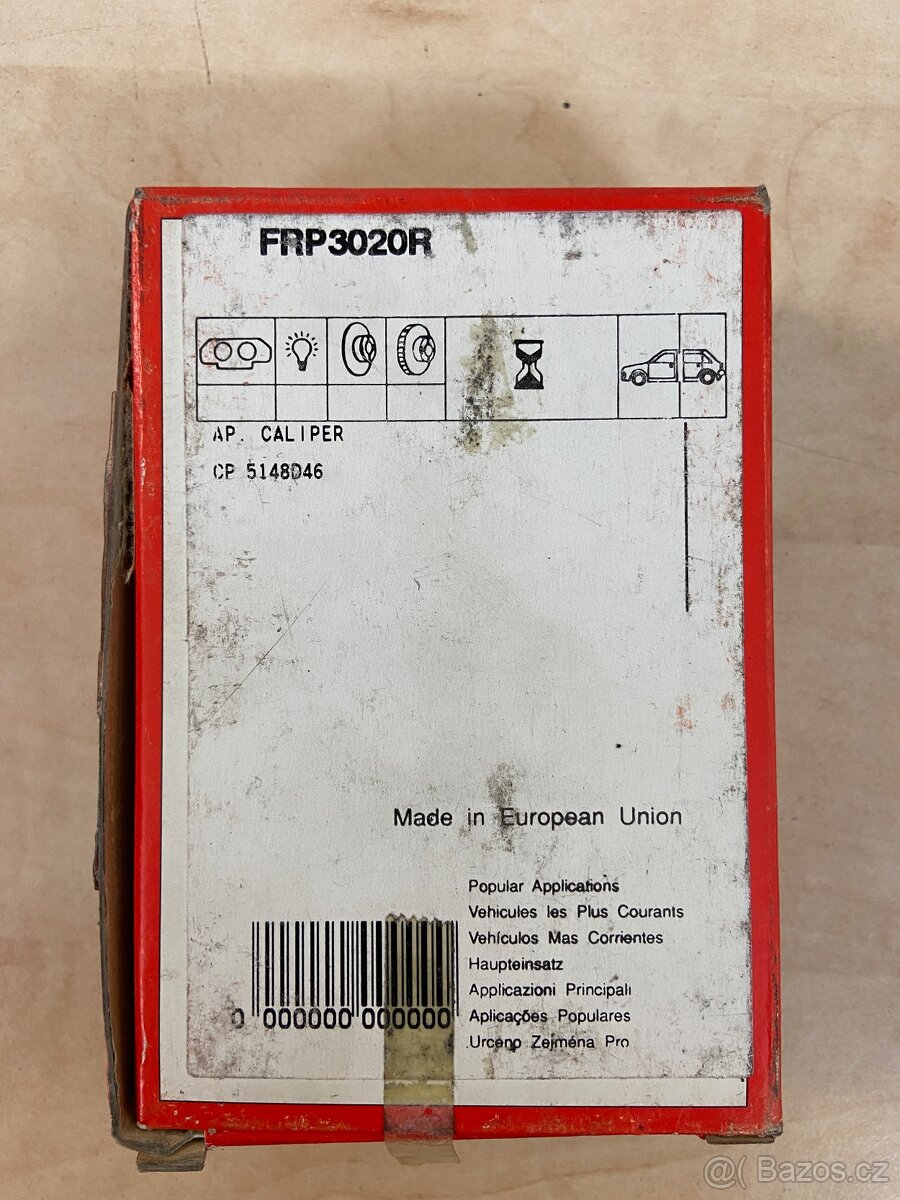 FRP3020R
AP. CALIPER
CP 5148D46
Made in European Union
Popular Applications
Vehicules les Plus Courants
Vehículos Mas Corrientes
Haupteinsatz
Applicazioni Principali
Aplicações Populares
Urceno Zejména Pro
0 000000 000000
@( Bazos.cz